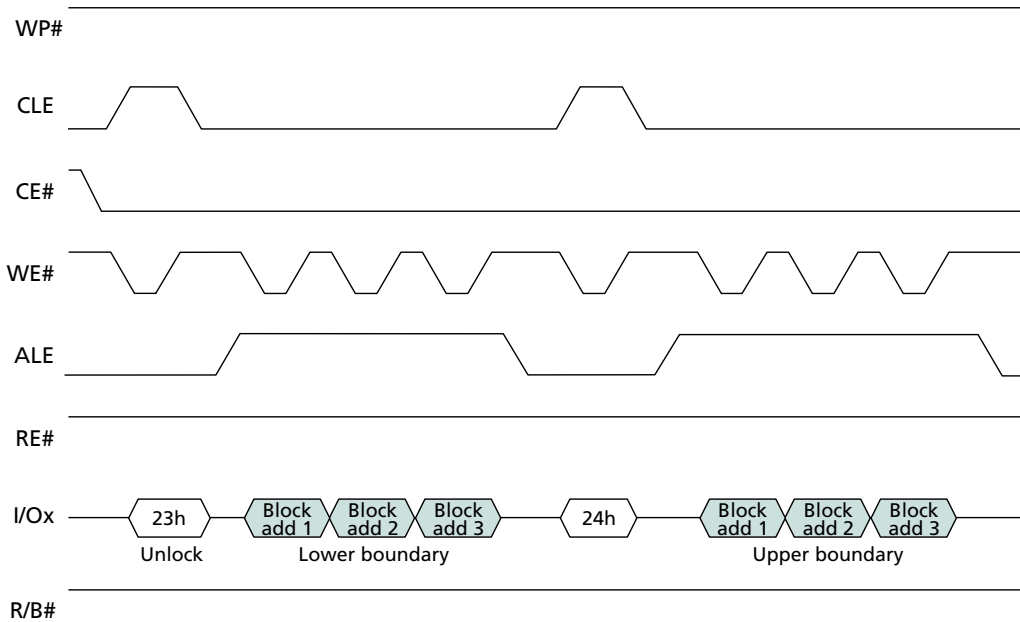 WP#
CLE
CE#
WE#
ALE
RE#
I/Ox
23h
Block
add 1
Block
add 2
Block
add 3
24h
Block
add 1
Block
add 2
Block
add 3
Unlock
Lower boundary
Upper boundary
R/B#